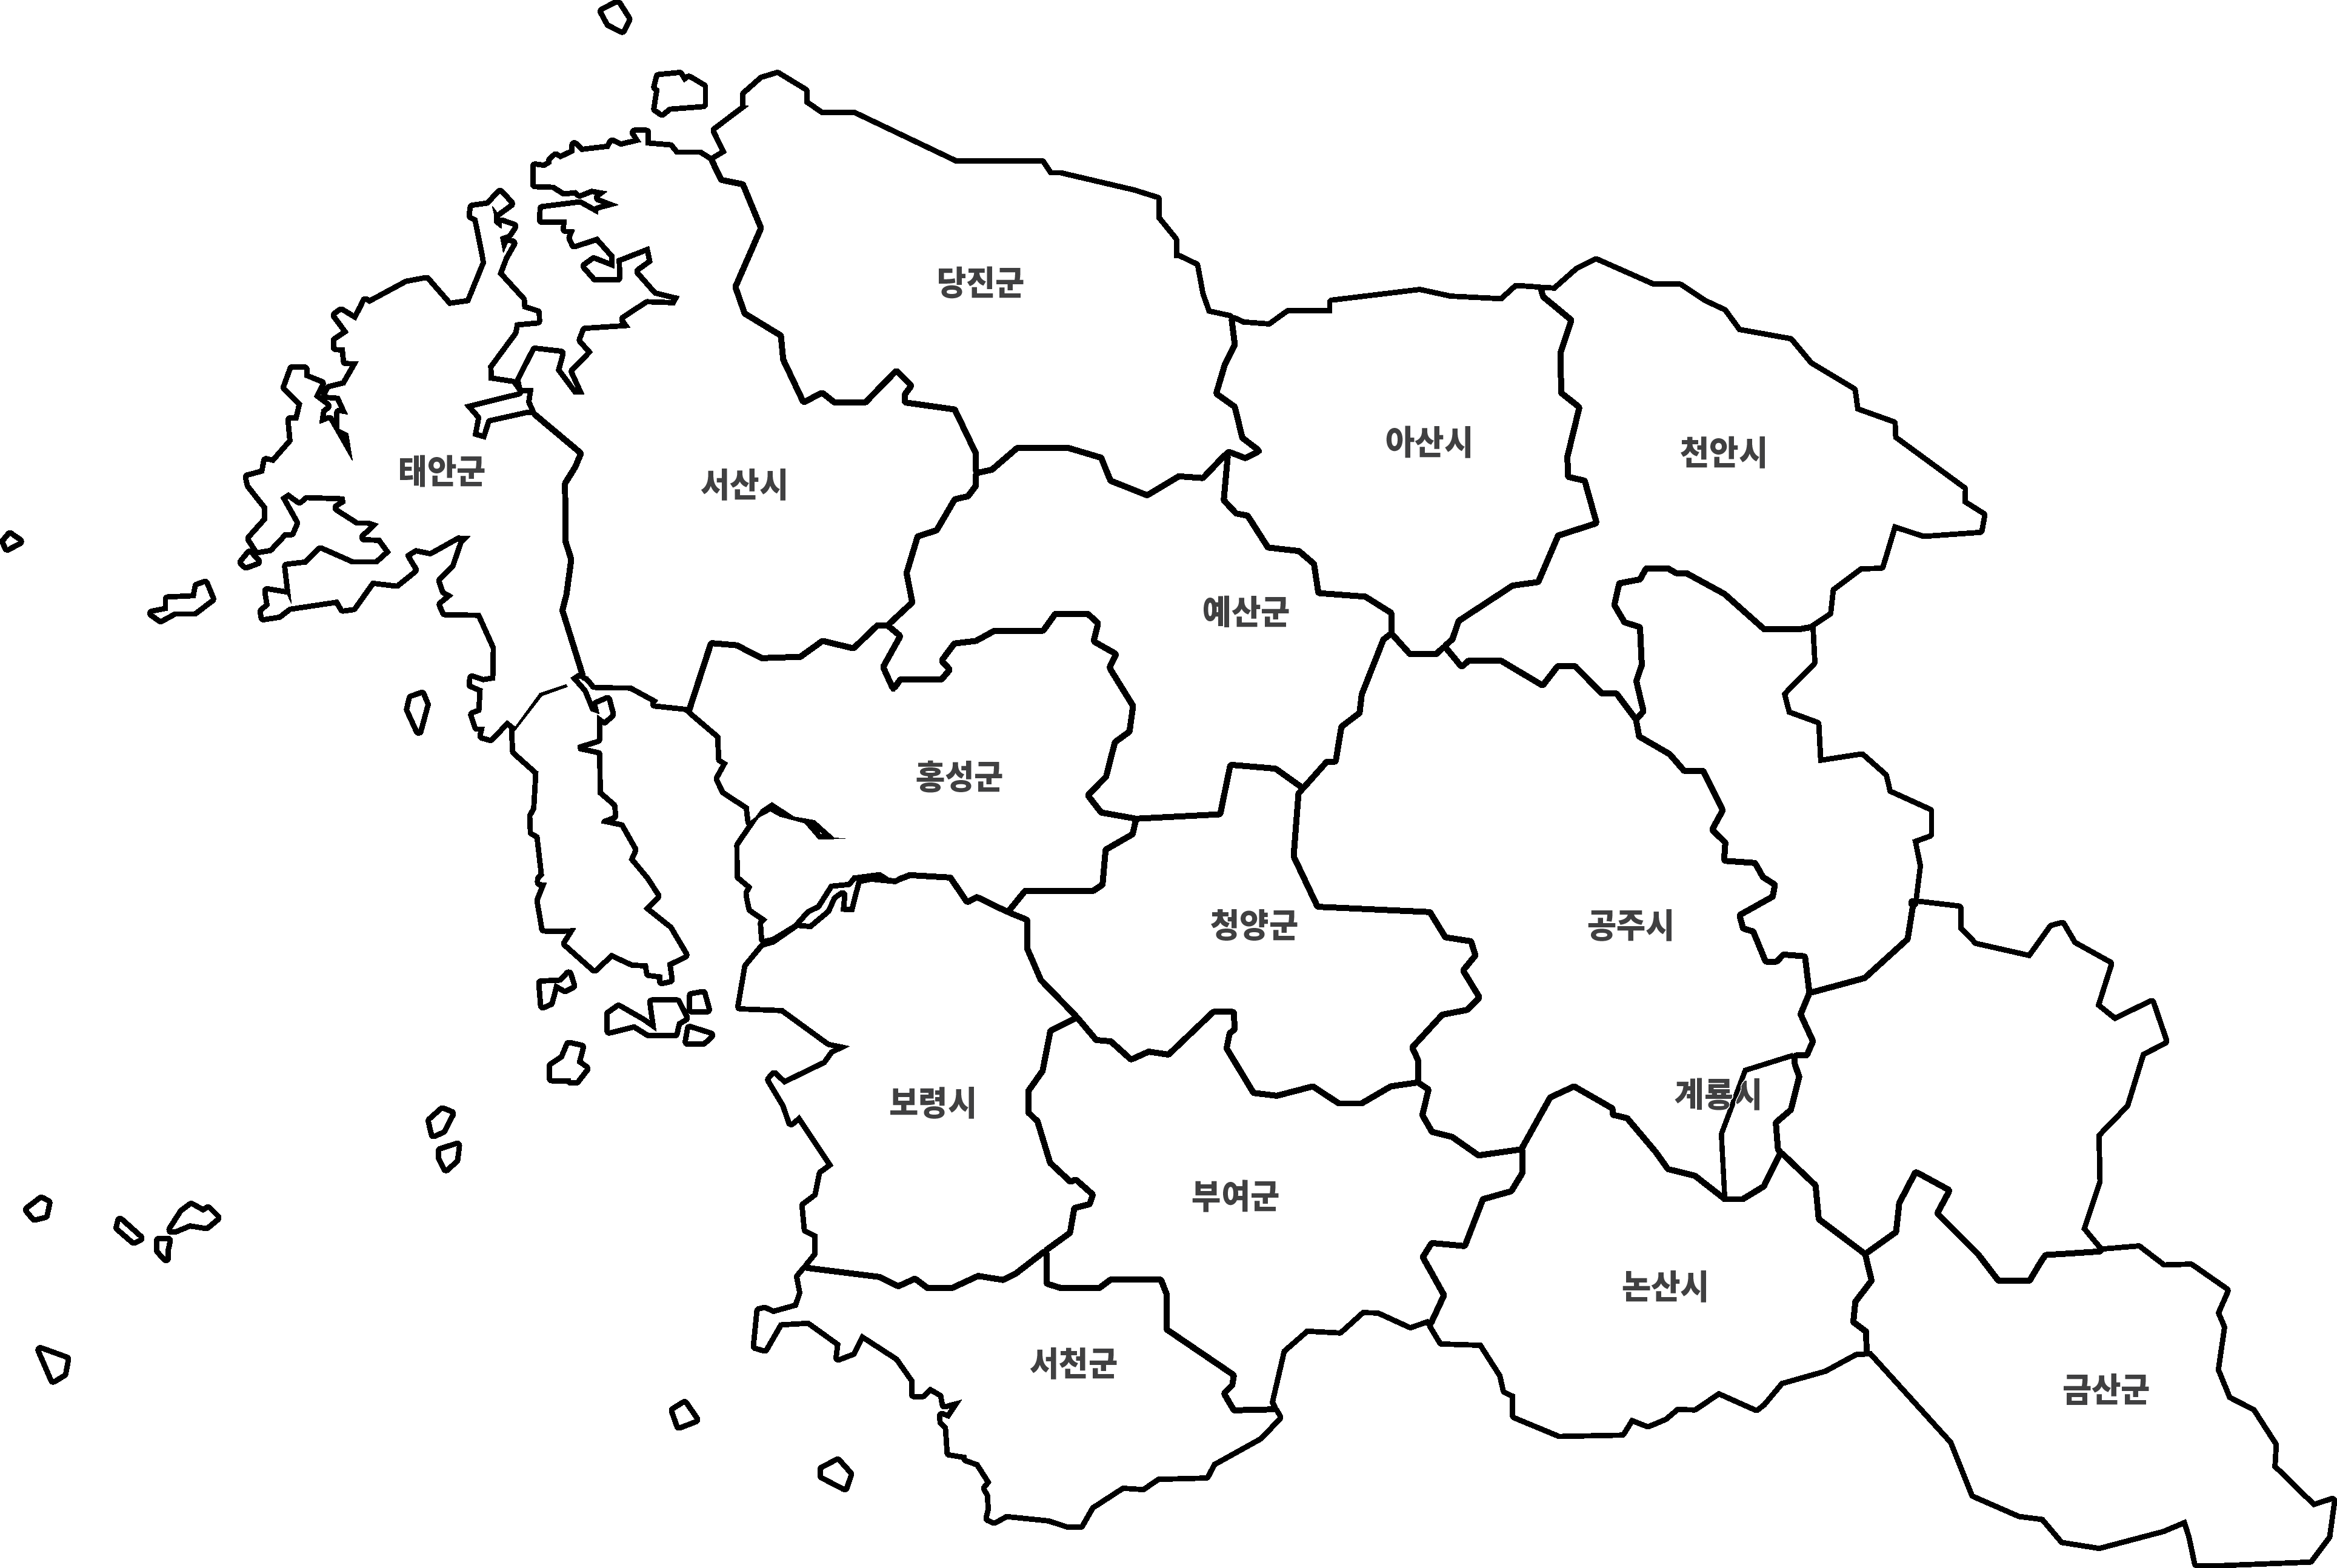 당진군
아산시
천안시
태안군
서산시
예산군
홍성군
청양군
공주시
계룡시
보령시
부여군
논산시
서천군
금산군